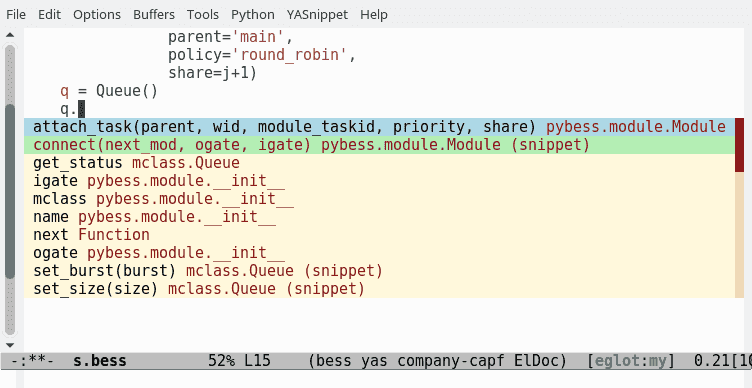 File Edit Options Buffers Tools Python YASnippet Help
parent='main',
policy='round_robin',
share=j+1)
q = Queue()
q.
attach_task(parent, wid, module_taskid, priority, share) pybess.module.Module
connect(next_mod, ogate, igate) pybess.module.Module (snippet)
get_status mclass.Queue
igate pybess.module.__init__
mclass pybess.module.__init__
name pybess.module.__init__
next Function
ogate pybess.module.__init__
set_burst(burst) mclass.Queue (snippet)
set_size(size) mclass.Queue (snippet)
-:**- s.bess 52% L15 (bess yas company-capf ElDoc) [eglot:my] 0.21[10